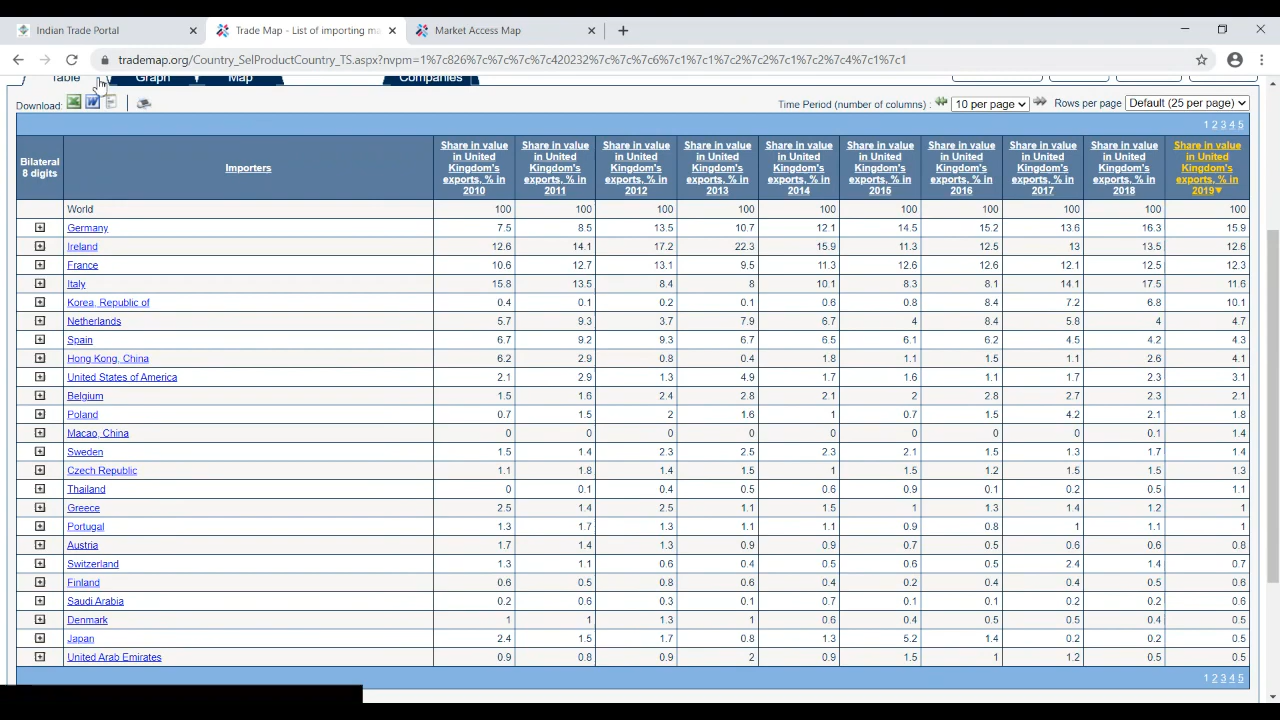 Indian Trade Portal
Trade Map - List of importing ma
Market Access Map
trademap.org/Country_SelProductCountry_TS.aspx?nvpm=1%7c826%7c%7c%7c%7c420232%7c%7c%7c6%7c1%7c1%7c2%7c2%7c1%7c2%7c4%7c1%7c1
Table Graph Map Companies
Download: Time Period (number of columns) : 10 per page Rows per page Default (25 per page)
1 2 3 4 5
Bilateral 8 digits
Importers
Share in value in United Kingdom's exports, % in 2010
Share in value in United Kingdom's exports, % in 2011
Share in value in United Kingdom's exports, % in 2012
Share in value in United Kingdom's exports, % in 2013
Share in value in United Kingdom's exports, % in 2014
Share in value in United Kingdom's exports, % in 2015
Share in value in United Kingdom's exports, % in 2016
Share in value in United Kingdom's exports, % in 2017
Share in value in United Kingdom's exports, % in 2018
Share in value in United Kingdom's exports, % in 2019▼
World 100 100 100 100 100 100 100 100 100 100
Germany 7.5 8.5 13.5 10.7 12.1 14.5 15.2 13.6 16.3 15.9
Ireland 12.6 14.1 17.2 22.3 15.9 11.3 12.5 13 13.5 12.6
France 10.6 12.7 13.1 9.5 11.3 12.6 12.6 12.1 12.5 12.3
Italy 15.8 13.5 8.4 8 10.1 8.3 8.1 14.1 17.5 11.6
Korea, Republic of 0.4 0.1 0.2 0.1 0.6 0.8 8.4 7.2 6.8 10.1
Netherlands 5.7 9.3 3.7 7.9 6.7 4 8.4 5.8 4 4.7
Spain 6.7 9.2 9.3 6.7 6.5 6.1 6.2 4.5 4.2 4.3
Hong Kong, China 6.2 2.9 0.8 0.4 1.8 1.1 1.5 1.1 2.6 4.1
United States of America 2.1 2.9 1.3 4.9 1.7 1.6 1.1 1.7 2.3 3.1
Belgium 1.5 1.6 2.4 2.8 2.1 2 2.8 2.7 2.3 2.1
Poland 0.7 1.5 2 1.6 1 0.7 1.5 4.2 2.1 1.8
Macao, China 0 0 0 0 0 0 0 0 0.1 1.4
Sweden 1.5 1.4 2.3 2.5 2.3 2.1 1.5 1.3 1.7 1.4
Czech Republic 1.1 1.8 1.4 1.5 1 1.5 1.2 1.5 1.5 1.3
Thailand 0 0.1 0.4 0.5 0.6 0.9 0.1 0.2 0.5 1.1
Greece 2.5 1.4 2.5 1.1 1.5 1 1.3 1.4 1.2 1
Portugal 1.3 1.7 1.3 1.1 1.1 0.9 0.8 1 1.1 1
Austria 1.7 1.4 1.3 0.9 0.9 0.7 0.5 0.6 0.6 0.8
Switzerland 1.3 1.1 0.6 0.4 0.5 0.6 0.5 2.4 1.4 0.7
Finland 0.6 0.5 0.8 0.6 0.4 0.2 0.4 0.4 0.5 0.6
Saudi Arabia 0.2 0.6 0.3 0.1 0.7 0.1 0.1 0.2 0.2 0.6
Denmark 1 1 1.3 1 0.6 0.4 0.5 0.5 0.4 0.5
Japan 2.4 1.5 1.7 0.8 1.3 5.2 1.4 0.2 0.2 0.5
United Arab Emirates 0.9 0.8 0.9 2 0.9 1.5 1 1.2 0.5 0.5
1 2 3 4 5